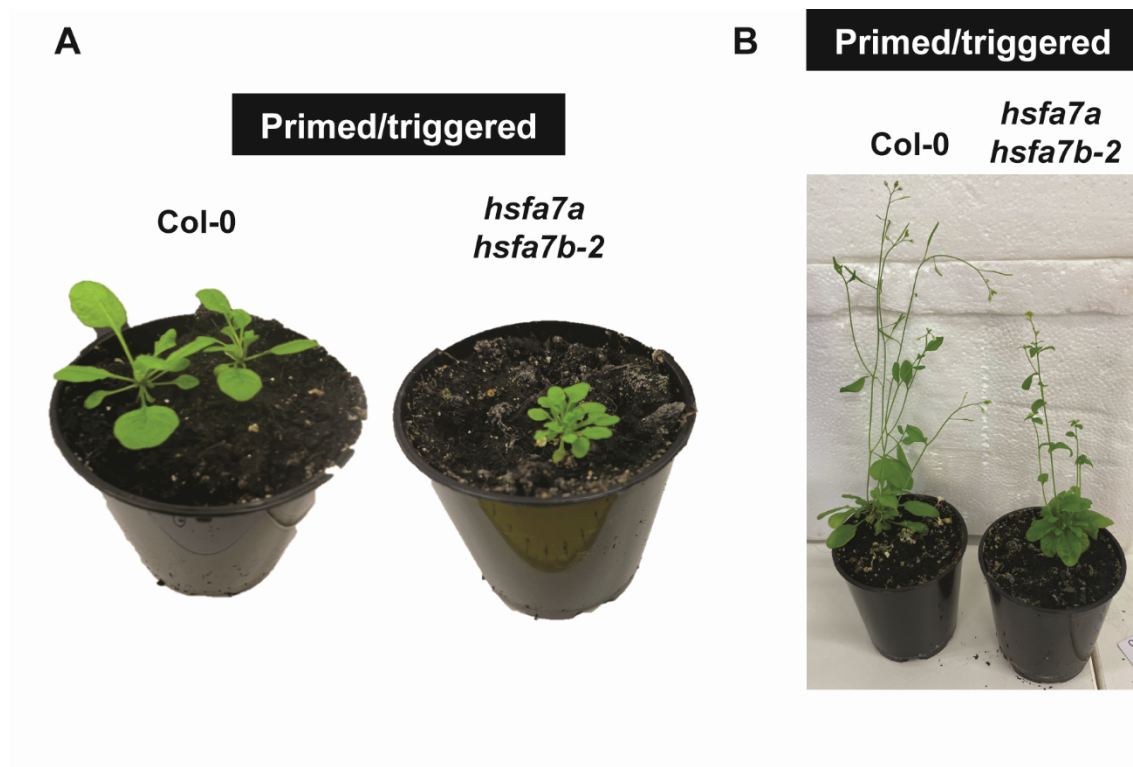 A
Primed/triggered
Col-0
hsfa7a
hsfa7b-2
B
Primed/triggered
Col-0
hsfa7a
hsfa7b-2